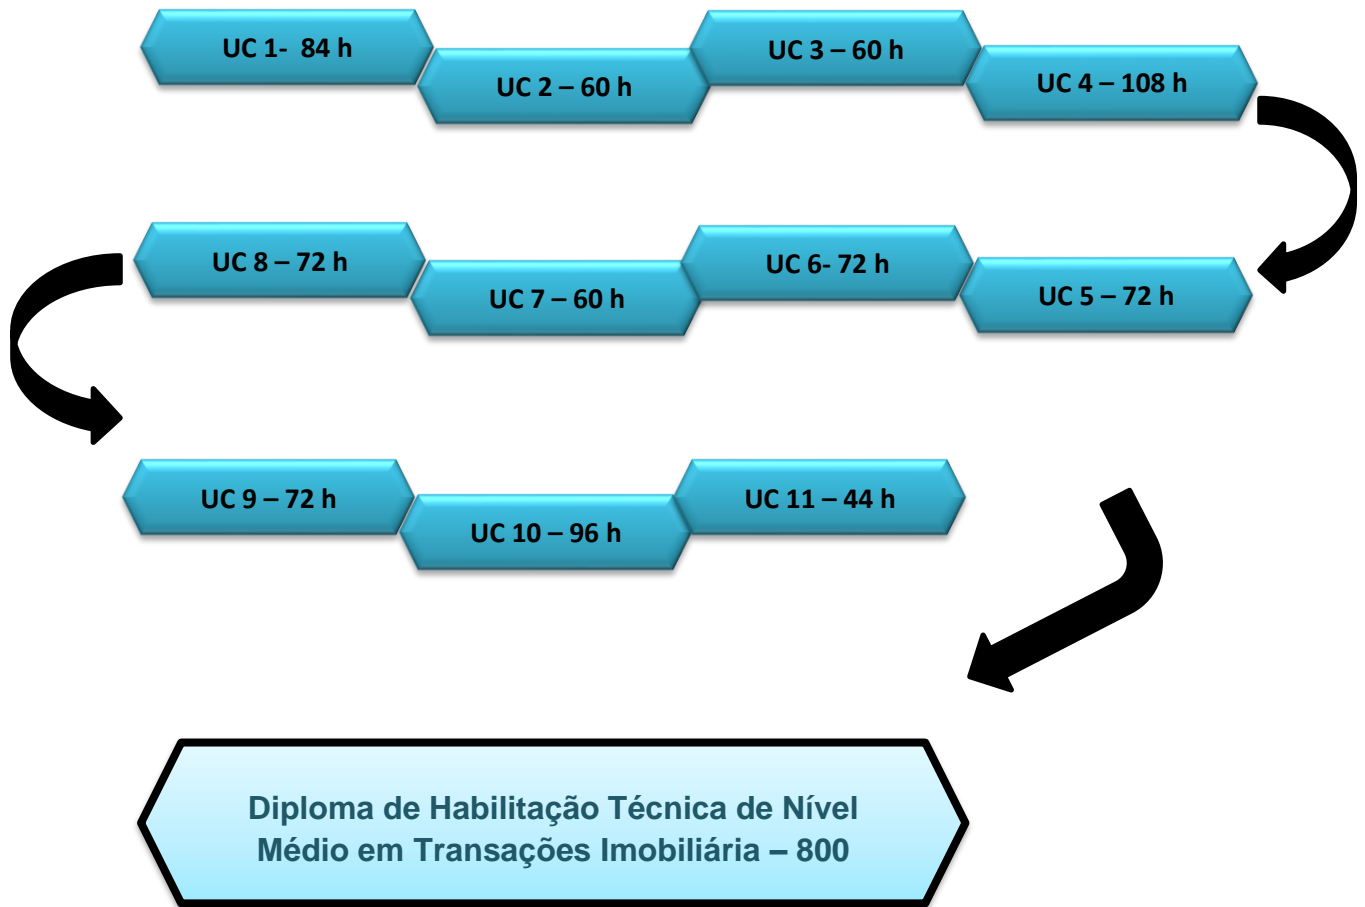 UC 1-  84 h
UC 2 – 60 h
UC 3 – 60 h
UC 4 – 108 h
UC 8 – 72 h
UC 7 – 60 h
UC 6- 72 h
UC 5 – 72 h
UC 9 – 72 h
UC 10 – 96 h
UC 11 – 44 h
Diploma de Habilitação Técnica de Nível
Médio em Transações Imobiliária – 800